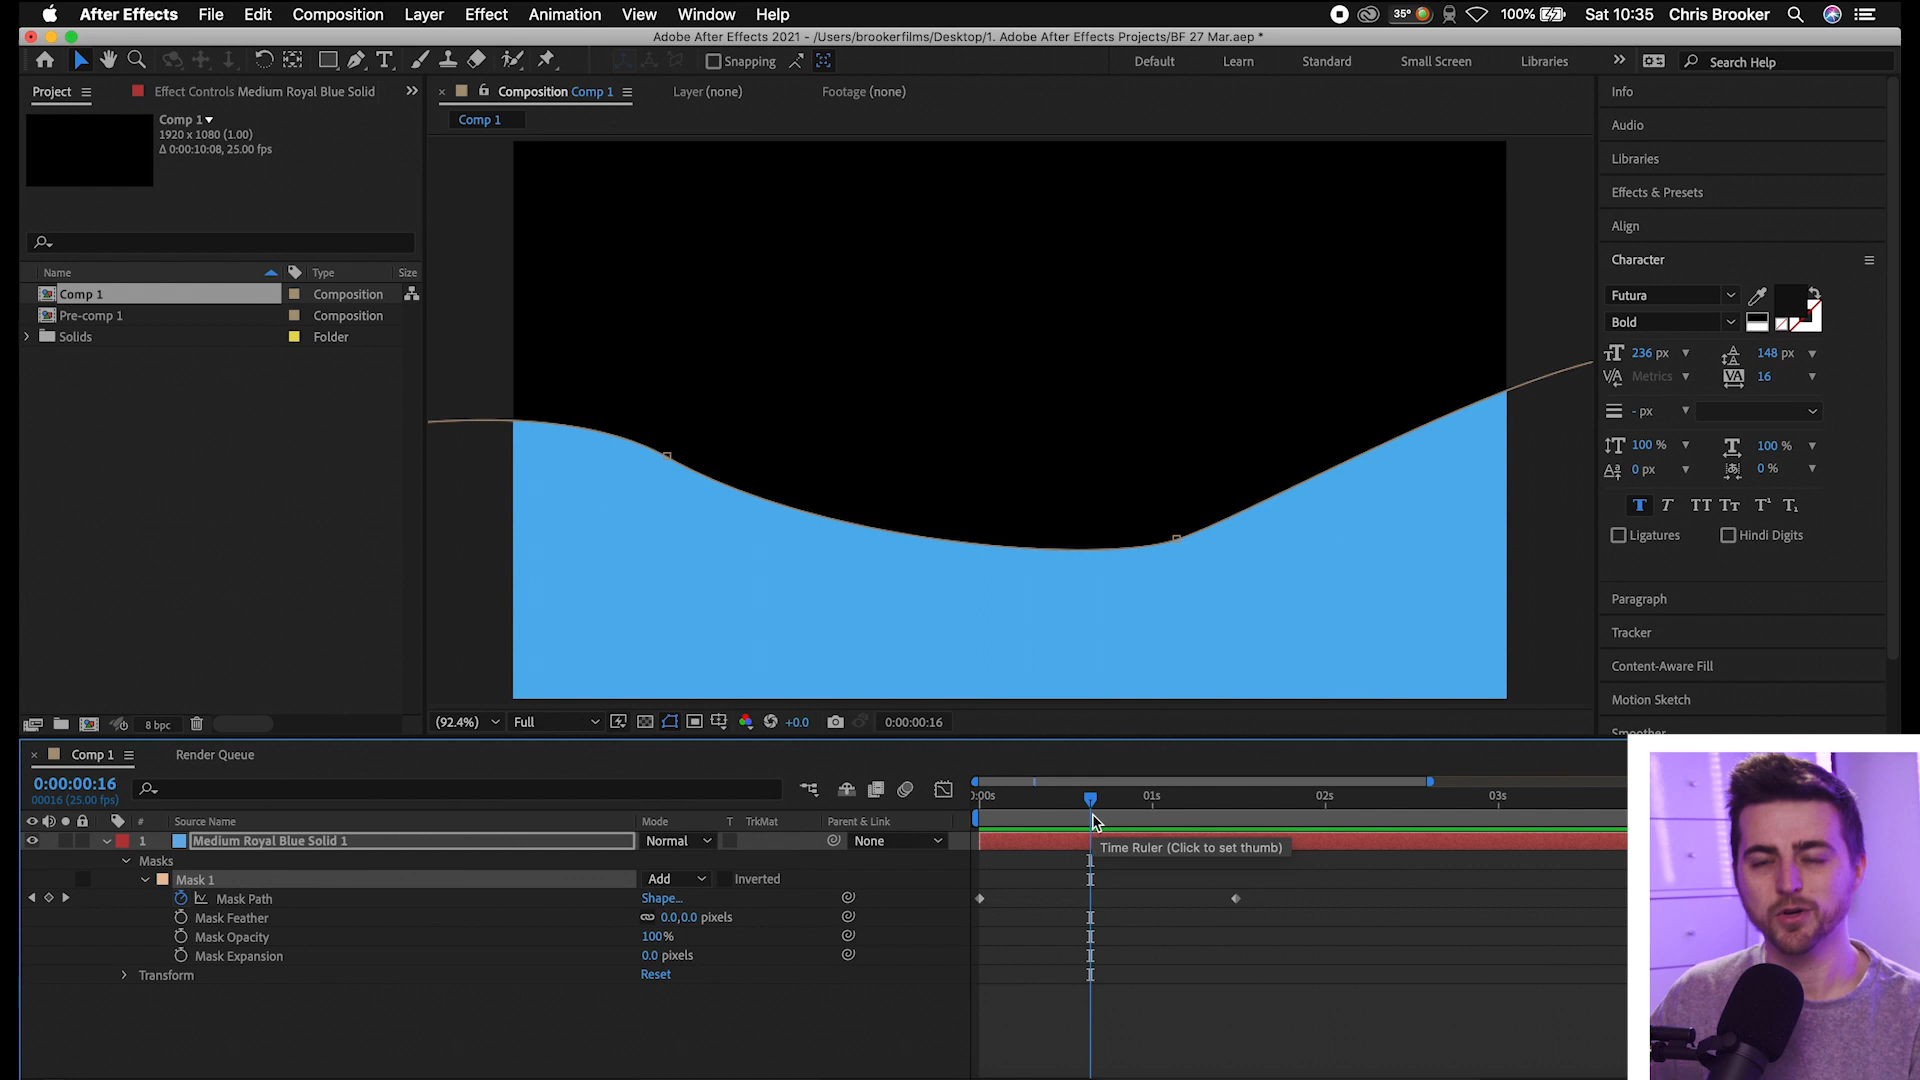 After Effects File Edit Composition Layer Effect Animation View Window Help 35° 100% Sat 10:35 Chris Brooker
Adobe After Effects 2021 - /Users/brookerfilms/Desktop/1. Adobe After Effects Projects/BF 27 Mar.aep *
Snapping Default Learn Standard Small Screen Libraries Search Help
Project Effect Controls Medium Royal Blue Solid
Composition Comp 1 Layer (none) Footage (none)
Comp 1
Comp 1
1920 x 1080 (1.00)
Δ 0:00:10:08, 25.00 fps
Name Type Size
Comp 1 Composition
Pre-comp 1 Composition
Solids Folder
8 bpc
(92.4%) Full +0.0 0:00:00:16
Info
Audio
Libraries
Effects & Presets
Align
Character
Futura
Bold
236 px 148 px
Metrics 16
- px
100 % 100 %
0 px 0 %
T T TT Tт T¹ T₁
Ligatures Hindi Digits
Paragraph
Tracker
Content-Aware Fill
Motion Sketch
Smoother
Comp 1 Render Queue
0:00:00:16
00016 (25.00 fps)
0:00s 01s 02s 03s
# Source Name Mode T TrkMat Parent & Link
1 Medium Royal Blue Solid 1 Normal None
Time Ruler (Click to set thumb)
Masks
Mask 1 Add Inverted
Mask Path Shape...
Mask Feather 0.0,0.0 pixels
Mask Opacity 100%
Mask Expansion 0.0 pixels
Transform Reset